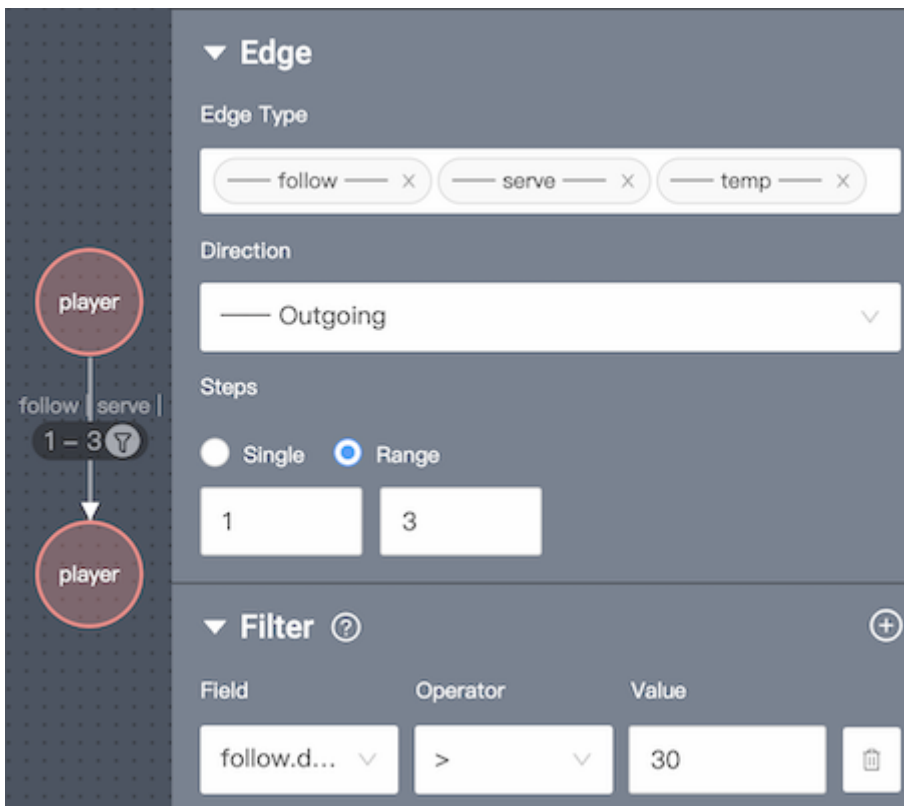 Edge
Edge Type
follow
serve
temp
Direction
Outgoing
Steps
Single
Range
1
3
player
follow | serve |
1 – 3
player
Filter
Field
Operator
Value
follow.d...
>
30